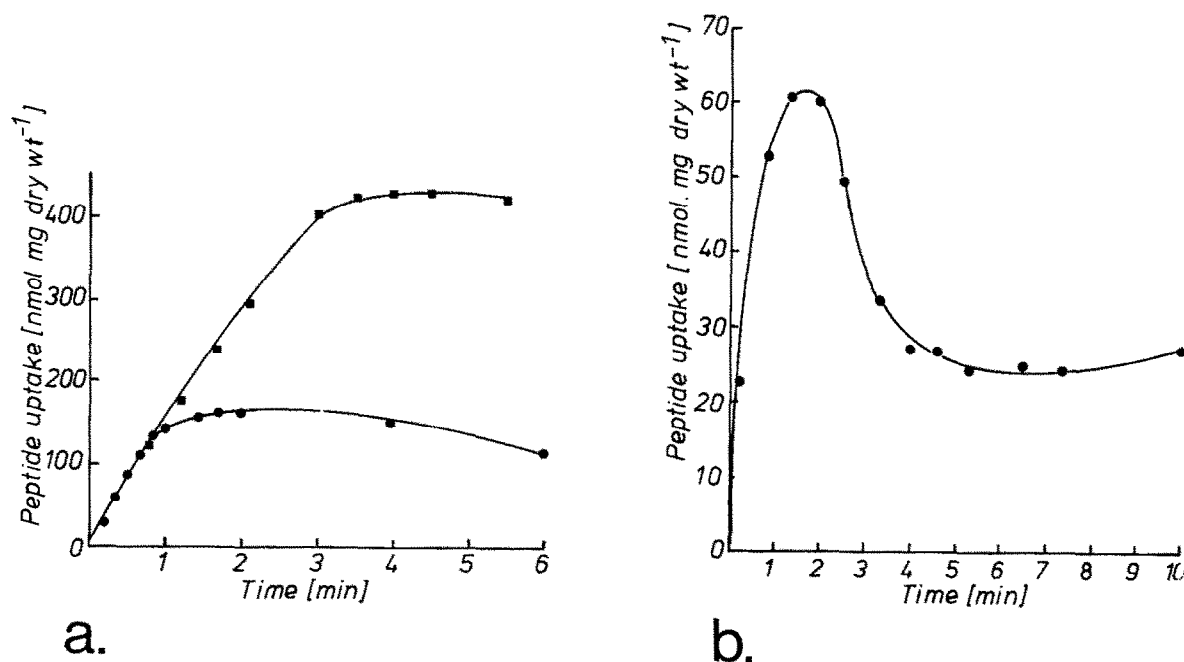 Peptide uptake [nmol mg dry wt⁻¹]
400
300
200
100
0
1 2 3 4 5 6
Time [min]
a.
Peptide uptake [nmol. mg dry wt⁻¹]
70
60
50
40
30
20
10
0
1 2 3 4 5 6 7 8 9 10
Time [min]
b.